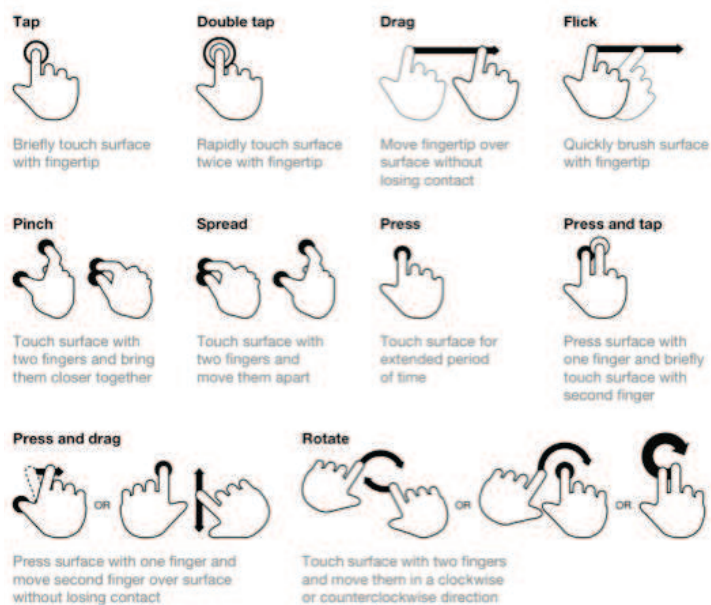 Tap
Double tap
Drag
Flick
Briefly touch surface
with fingertip
Rapidly touch surface
twice with fingertip
Move fingertip over
surface without
losing contact
Quickly brush surface
with fingertip
Pinch
Spread
Press
Press and tap
Touch surface with
two fingers and bring
them closer together
Touch surface with
two fingers and
move them apart
Touch surface for
extended period
of time
Press surface with
one finger and briefly
touch surface with
second finger
Press and drag
Rotate
OR
OR
OR
Press surface with one finger and
move second finger over surface
without losing contact
Touch surface with two fingers
and move them in a clockwise
or counterclockwise direction